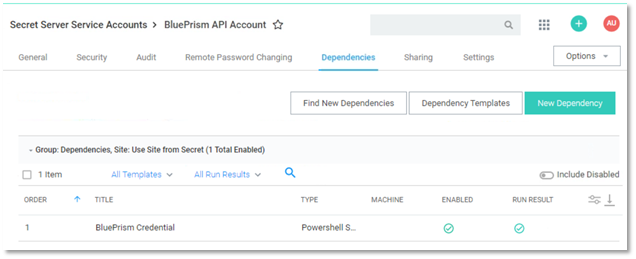 Secret Server Service Accounts > BluePrism API Account
AU
General Security Audit Remote Password Changing Dependencies Sharing Settings Options
Find New Dependencies Dependency Templates New Dependency
Group: Dependencies, Site: Use Site from Secret (1 Total Enabled)
1 Item All Templates All Run Results Include Disabled
ORDER TITLE TYPE MACHINE ENABLED RUN RESULT
1 BluePrism Credential Powershell S...